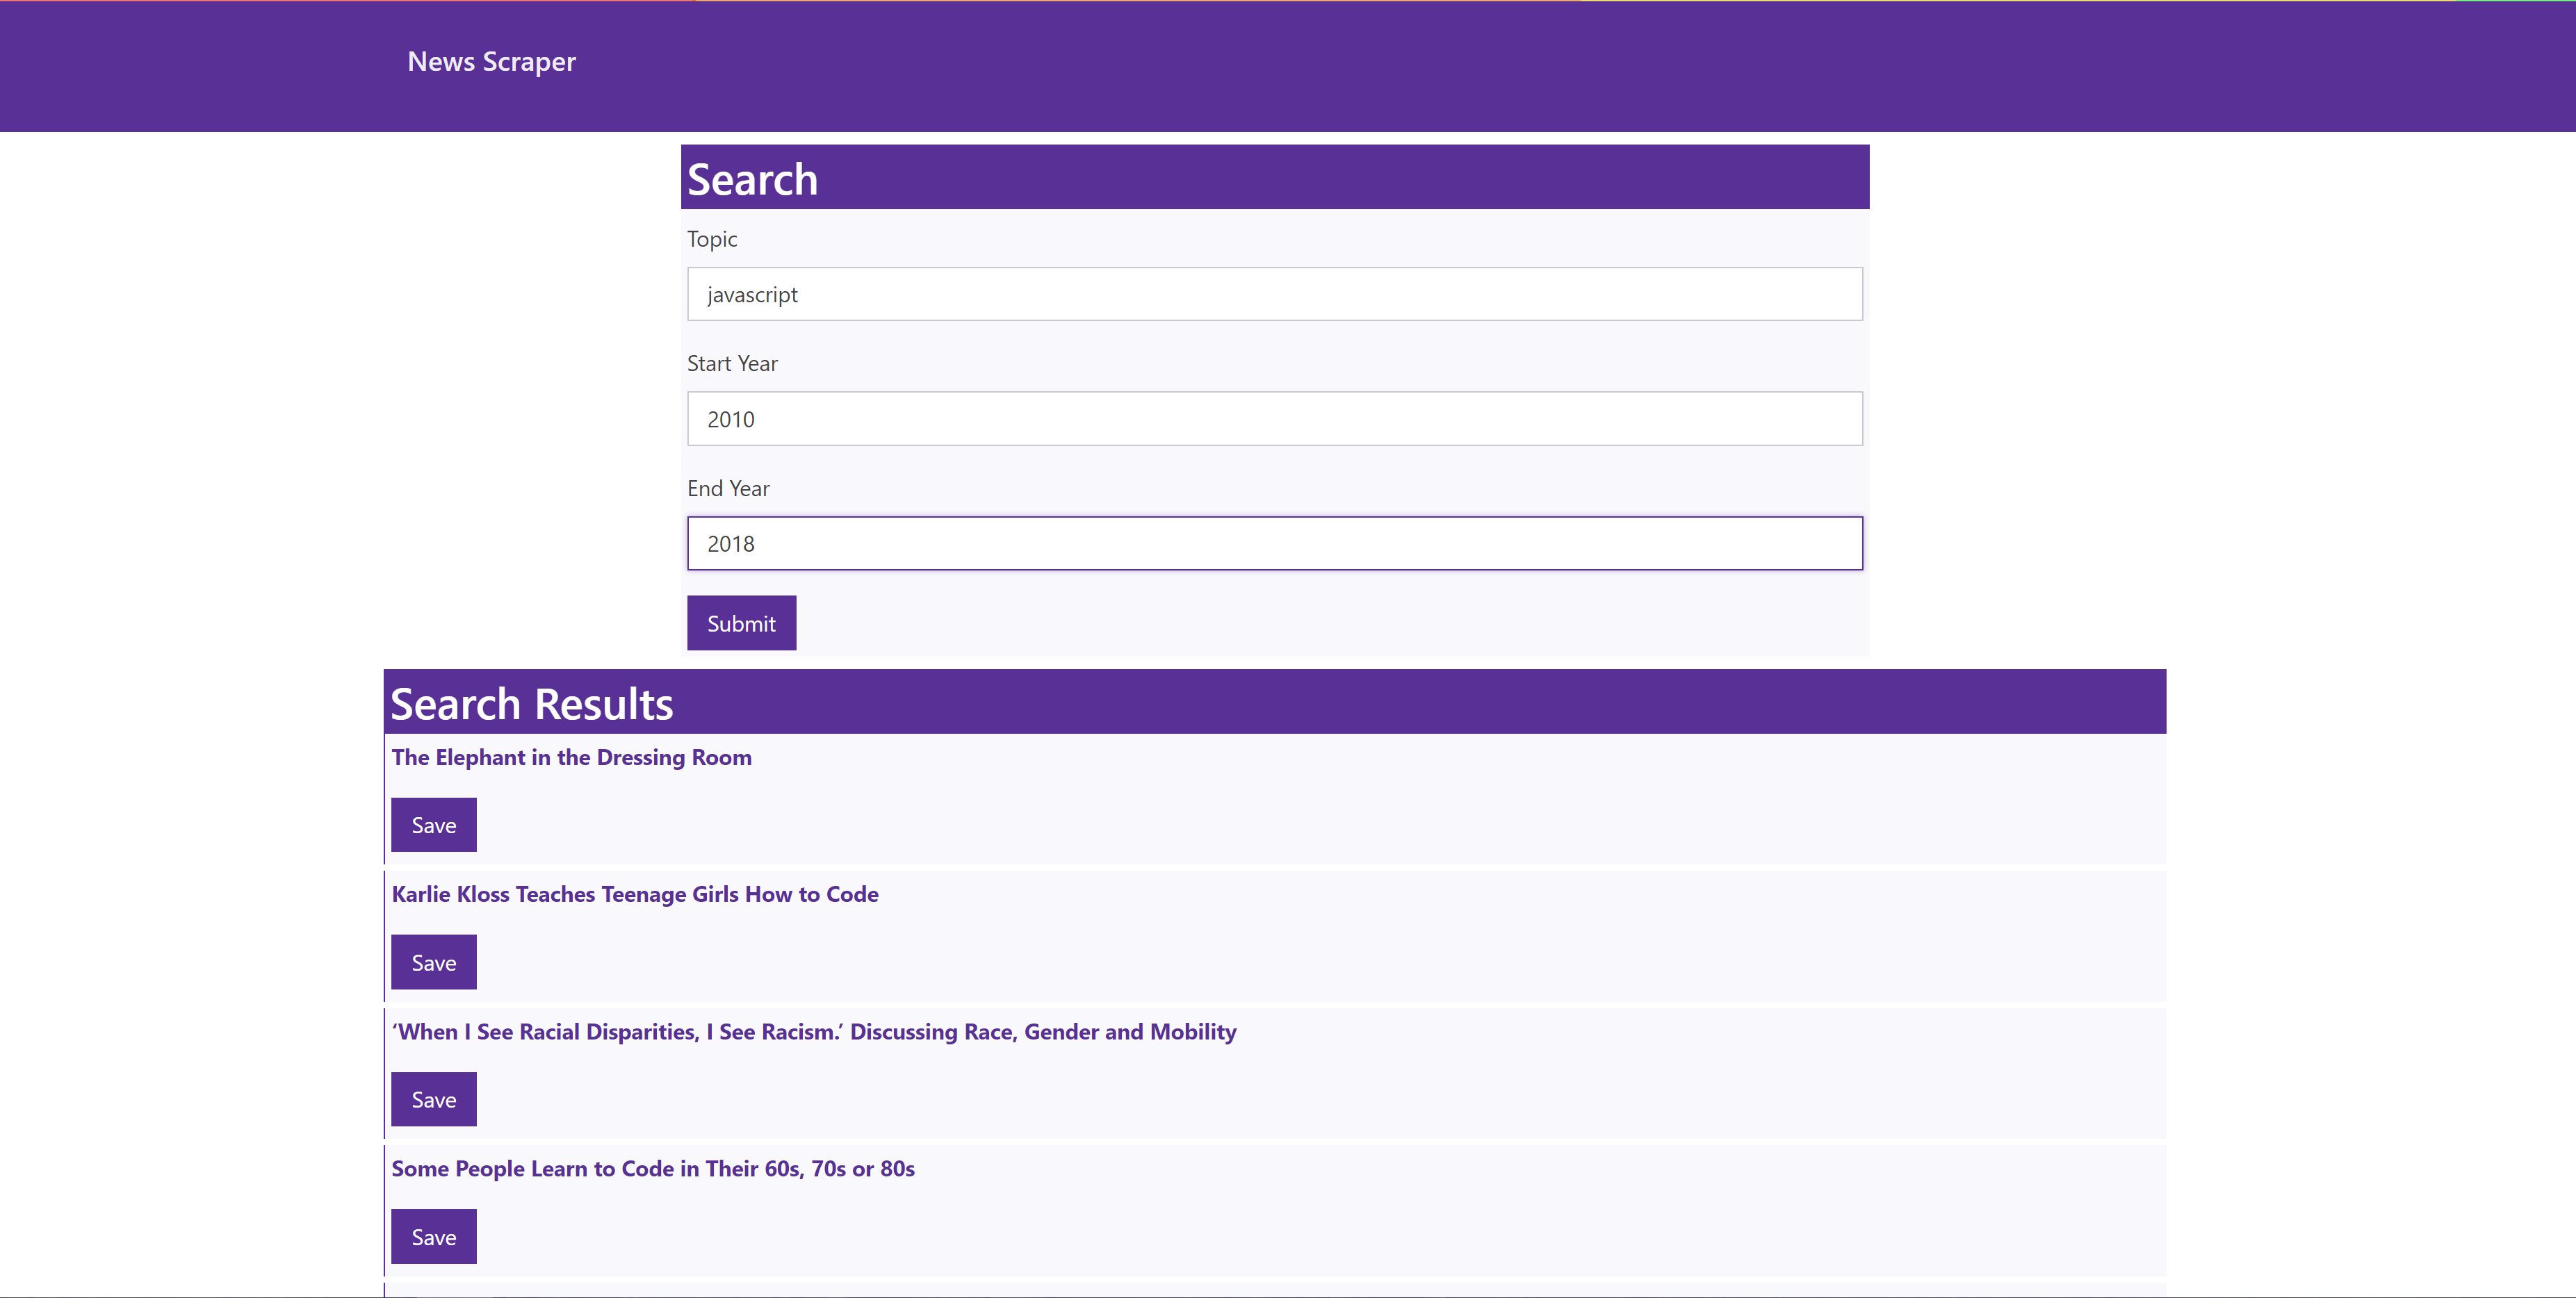 News Scraper
Search
Topic
javascript
Start Year
2010
End Year
2018
Submit
Search Results
The Elephant in the Dressing Room
Save
Karlie Kloss Teaches Teenage Girls How to Code
Save
‘When I See Racial Disparities, I See Racism.’ Discussing Race, Gender and Mobility
Save
Some People Learn to Code in Their 60s, 70s or 80s
Save